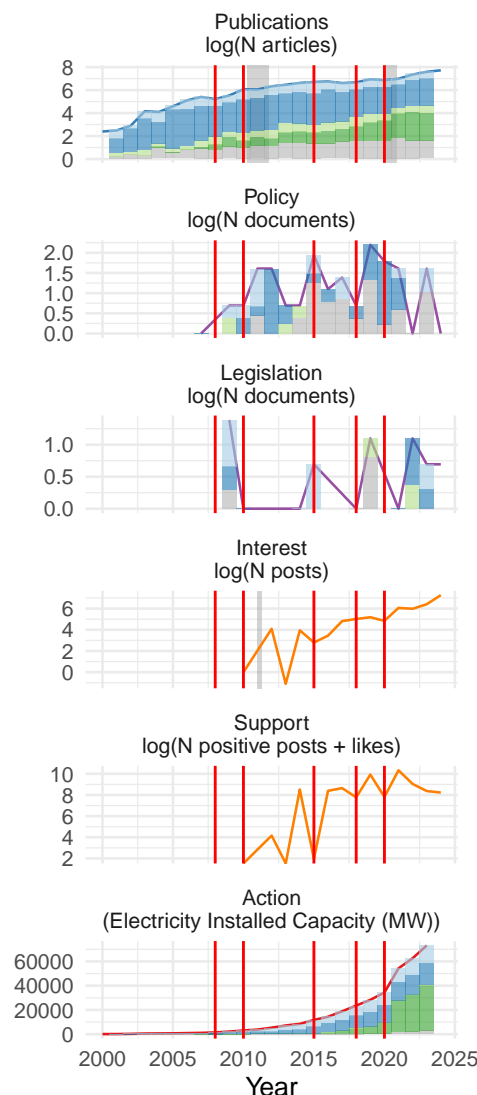 Publications
log(N articles)
8
6
4
2
0
Policy
log(N documents)
2.0
1.5
1.0
0.5
0.0
Legislation
log(N documents)
1.0
0.5
0.0
Interest
log(N posts)
6
4
2
0
Support
log(N positive posts + likes)
10
8
6
4
2
Action
(Electricity Installed Capacity (MW))
60000
40000
20000
0
2000 2005 2010 2015 2020 2025
Year